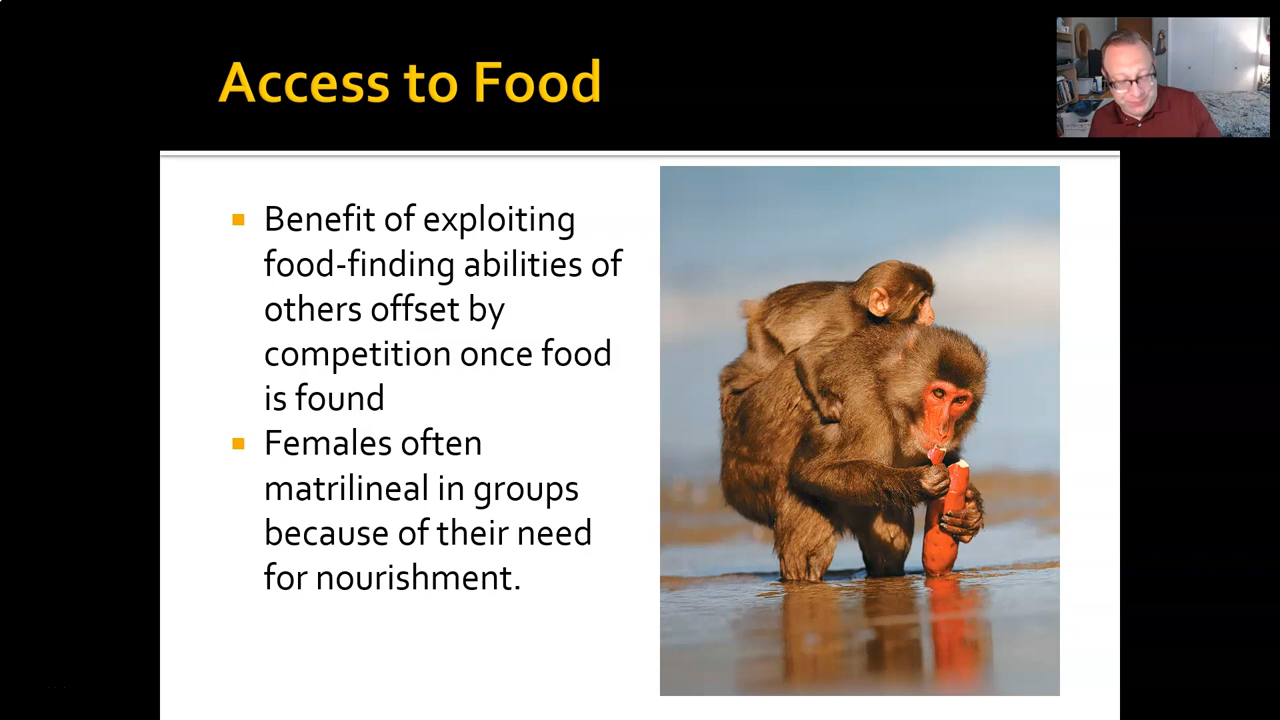 Access to Food
Benefit of exploiting
food-finding abilities of
others offset by
competition once food
is found
Females often
matrilineal in groups
because of their need
for nourishment.